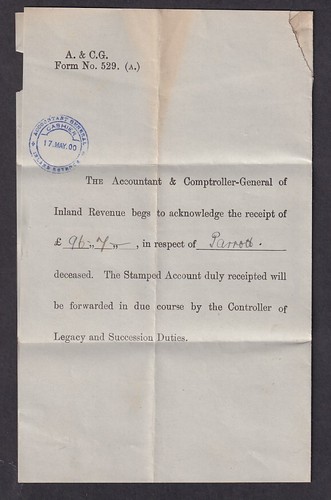 A. & C.G.
Form No. 529. (A.)
ACCOUNTANT GENERAL
CASHIER
17.MAY.00
THE Accountant & Comptroller-General of
Inland Revenue begs to acknowledge the receipt of
£ 96 „ 7 „ „ , in respect of Parrott.
deceased. The Stamped Account duly receipted will
be forwarded in due course by the Controller of
Legacy and Succession Duties.